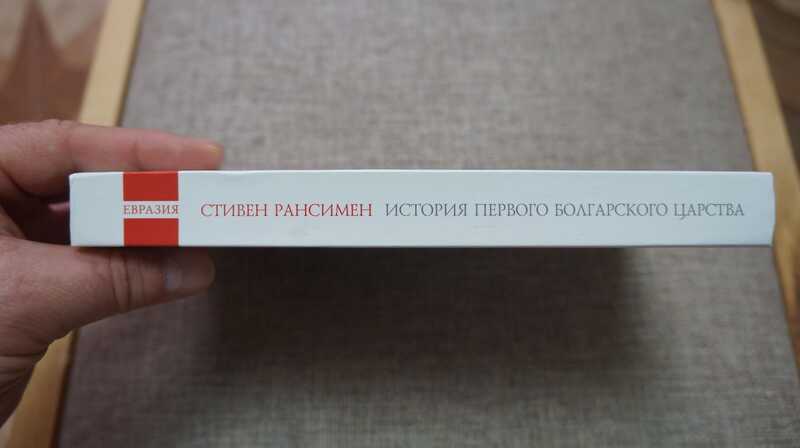 ЕВРАЗИЯ СТИВЕН РАНСИМЕН ИСТОРИЯ ПЕРВОГО БОЛГАРСКОГО ЦАРСТВА